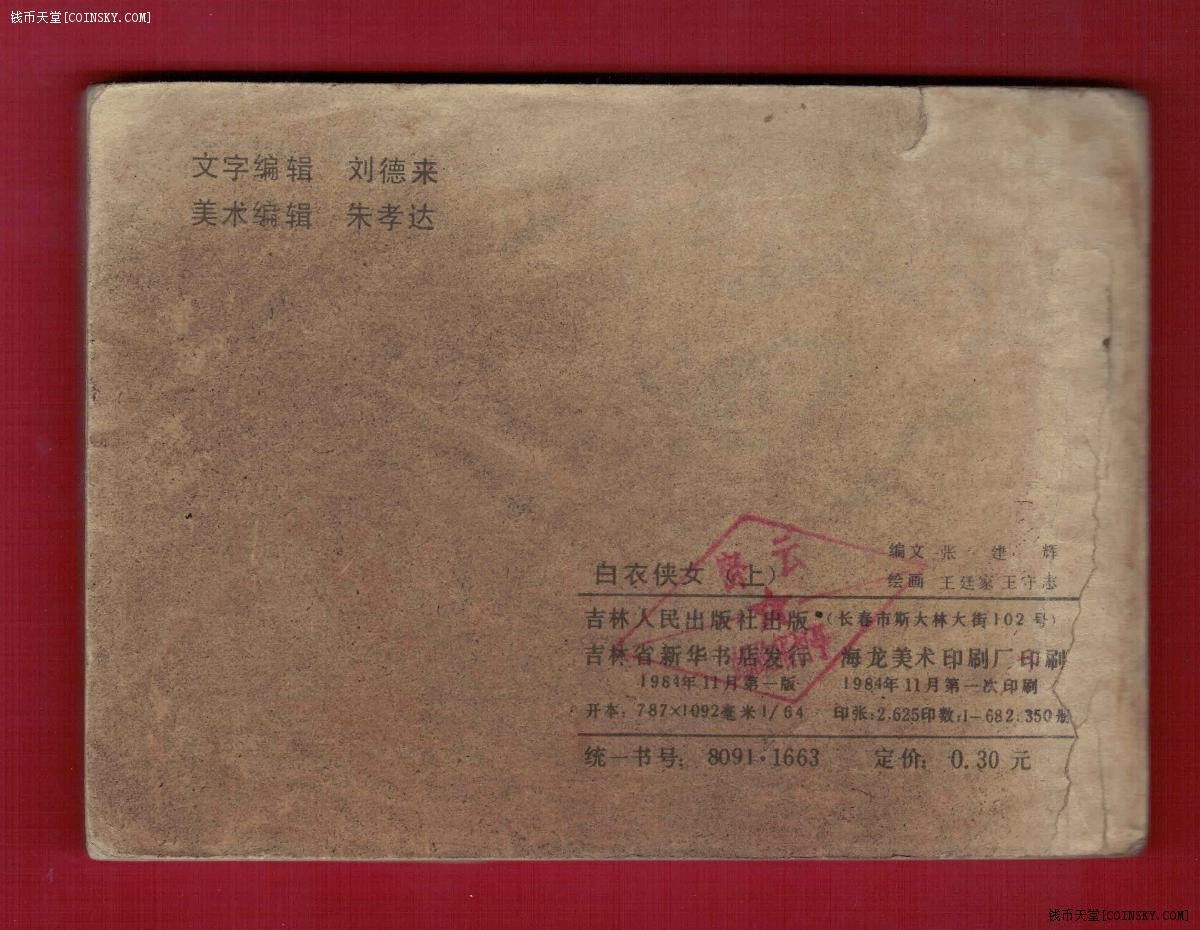 钱币天堂[COINSKY.COM]
文字编辑 刘德来
美术编辑 朱孝达
编文 张建辉
白衣侠女（上）
绘画 王廷家 王守志
吉林人民出版社出版（长春市斯大林大街102号）
吉林省新华书店发行 海龙美术印刷厂印刷
1984年11月第一版 1984年11月第一次印刷
开本：787×1092毫米1/64 印张：2.625印数：1-682,350册
统一书号：8091·1663 定价：0.30元
云
钱币天堂[COINSKY.COM]